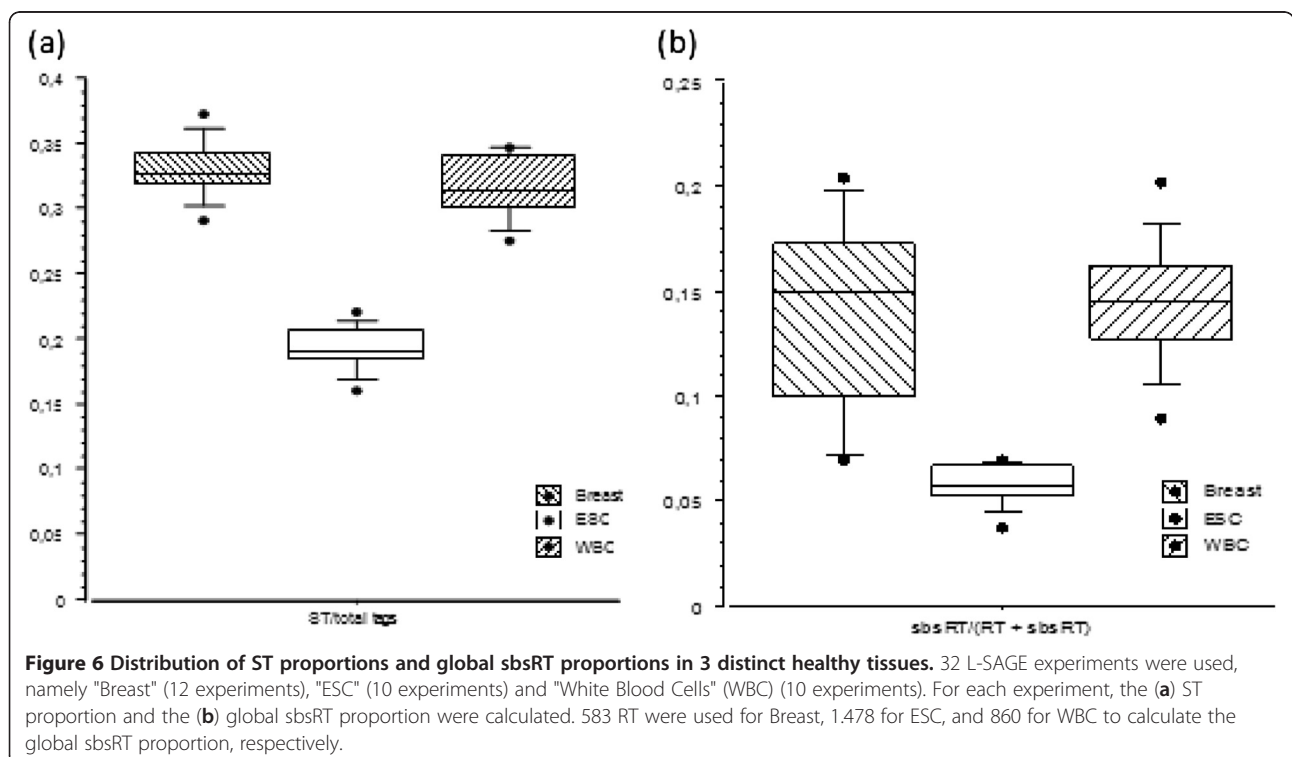 (a)
0,4
0,35
0,3
0,25
0,2
0,15
0,1
0,05
0
Breast
ESC
WBC
ST/total tags
(b)
0,25
0,2
0,15
0,1
0,05
0
Breast
ESC
WBC
sbsRT/(RT + sbsRT)
Figure 6 Distribution of ST proportions and global sbsRT proportions in 3 distinct healthy tissues. 32 L-SAGE experiments were used,
namely "Breast" (12 experiments), "ESC" (10 experiments) and "White Blood Cells" (WBC) (10 experiments). For each experiment, the (a) ST
proportion and the (b) global sbsRT proportion were calculated. 583 RT were used for Breast, 1.478 for ESC, and 860 for WBC to calculate the
global sbsRT proportion, respectively.